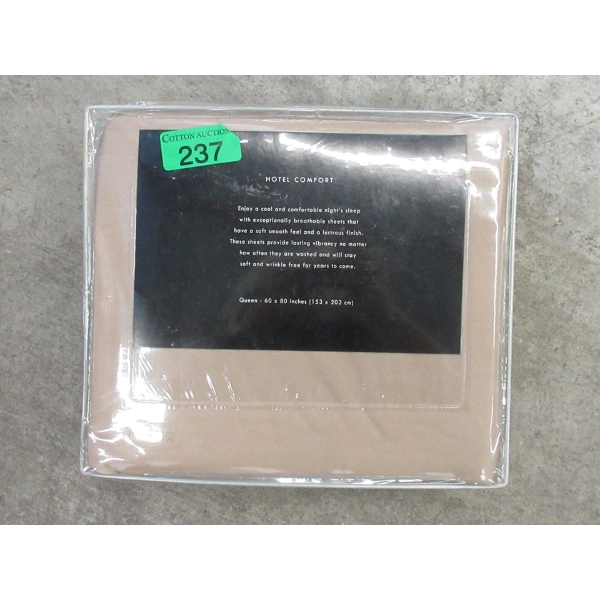 COTTON AUCTION
237
HOTEL COMFORT
Enjoy a cool and comfortable night's sleep
with exceptionally breathable sheets that
have a soft smooth feel and a lustrous finish.
These sheets provide lasting vibrancy no matter
how often they are washed and will stay
soft and wrinkle free for years to come.
Queen - 60 x 80 inches (153 x 203 cm)